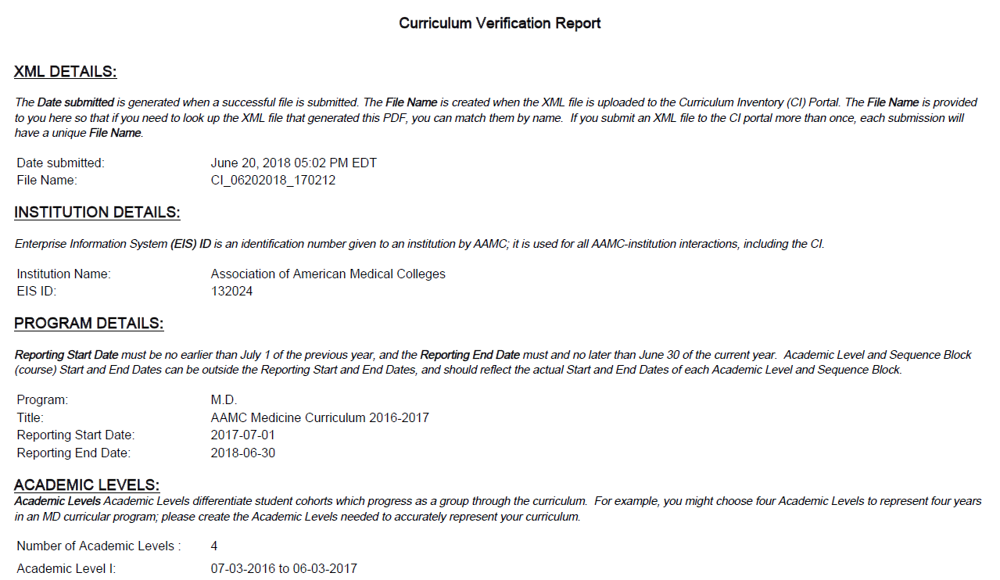 Curriculum Verification Report
XML DETAILS:
The Date submitted is generated when a successful file is submitted. The File Name is created when the XML file is uploaded to the Curriculum Inventory (CI) Portal. The File Name is provided
to you here so that if you need to look up the XML file that generated this PDF, you can match them by name.  If you submit an XML file to the CI portal more than once, each submission will
have a unique File Name.
Date submitted: June 20, 2018 05:02 PM EDT
File Name: CI_06202018_170212
INSTITUTION DETAILS:
Enterprise Information System (EIS) ID is an identification number given to an institution by AAMC; it is used for all AAMC-institution interactions, including the CI.
Institution Name: Association of American Medical Colleges
EIS ID: 132024
PROGRAM DETAILS:
Reporting Start Date must be no earlier than July 1 of the previous year, and the Reporting End Date must and no later than June 30 of the current year.  Academic Level and Sequence Block
(course) Start and End Dates can be outside the Reporting Start and End Dates, and should reflect the actual Start and End Dates of each Academic Level and Sequence Block.
Program: M.D.
Title: AAMC Medicine Curriculum 2016-2017
Reporting Start Date: 2017-07-01
Reporting End Date: 2018-06-30
ACADEMIC LEVELS:
Academic Levels Academic Levels differentiate student cohorts which progress as a group through the curriculum.  For example, you might choose four Academic Levels to represent four years
in an MD curricular program; please create the Academic Levels needed to accurately represent your curriculum.
Number of Academic Levels : 4
Academic Level I: 07-03-2016 to 06-03-2017